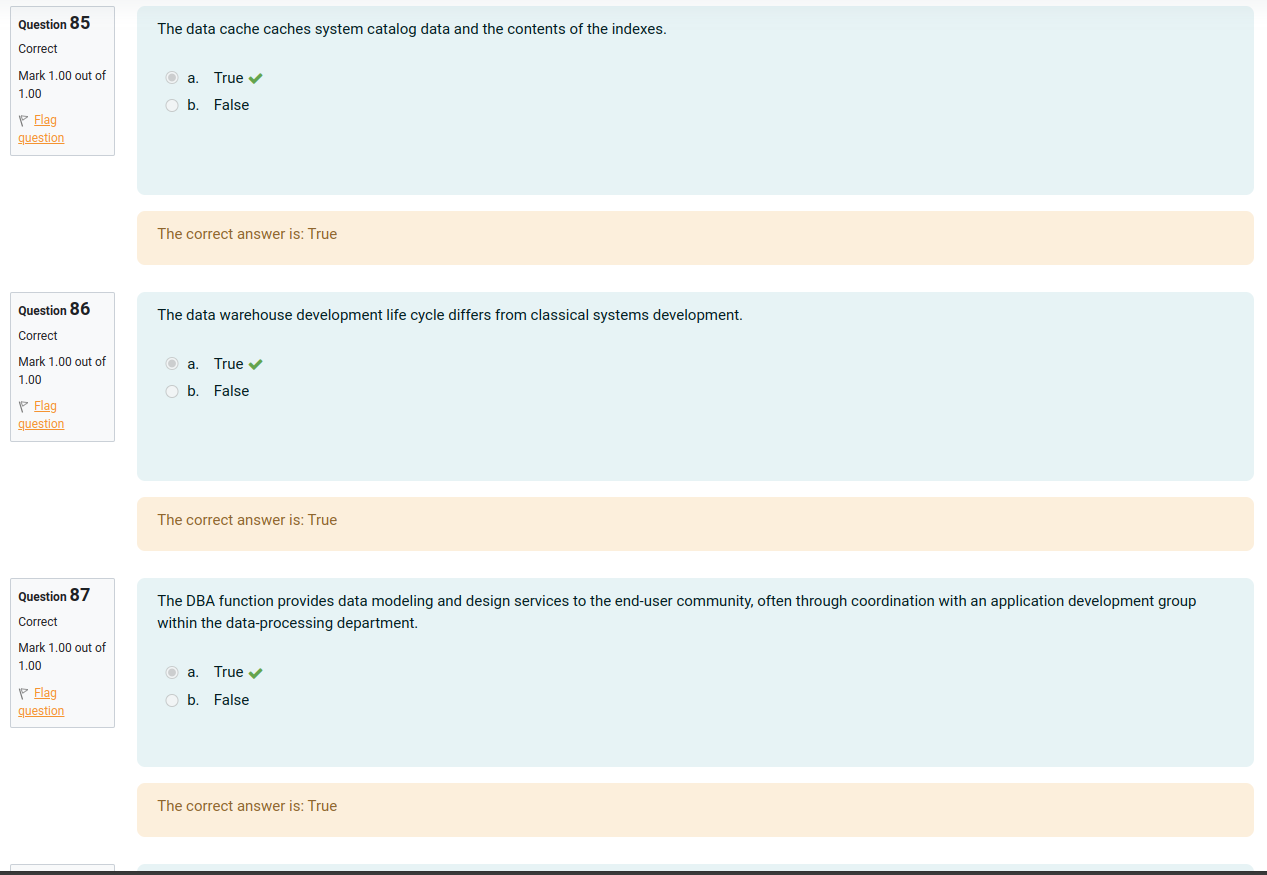 Question 85
Correct
Mark 1.00 out of
1.00
Flag
question
The data cache caches system catalog data and the contents of the indexes.
a. True
b. False
The correct answer is: True
Question 86
Correct
Mark 1.00 out of
1.00
Flag
question
The data warehouse development life cycle differs from classical systems development.
a. True
b. False
The correct answer is: True
Question 87
Correct
Mark 1.00 out of
1.00
Flag
question
The DBA function provides data modeling and design services to the end-user community, often through coordination with an application development group
within the data-processing department.
a. True
b. False
The correct answer is: True